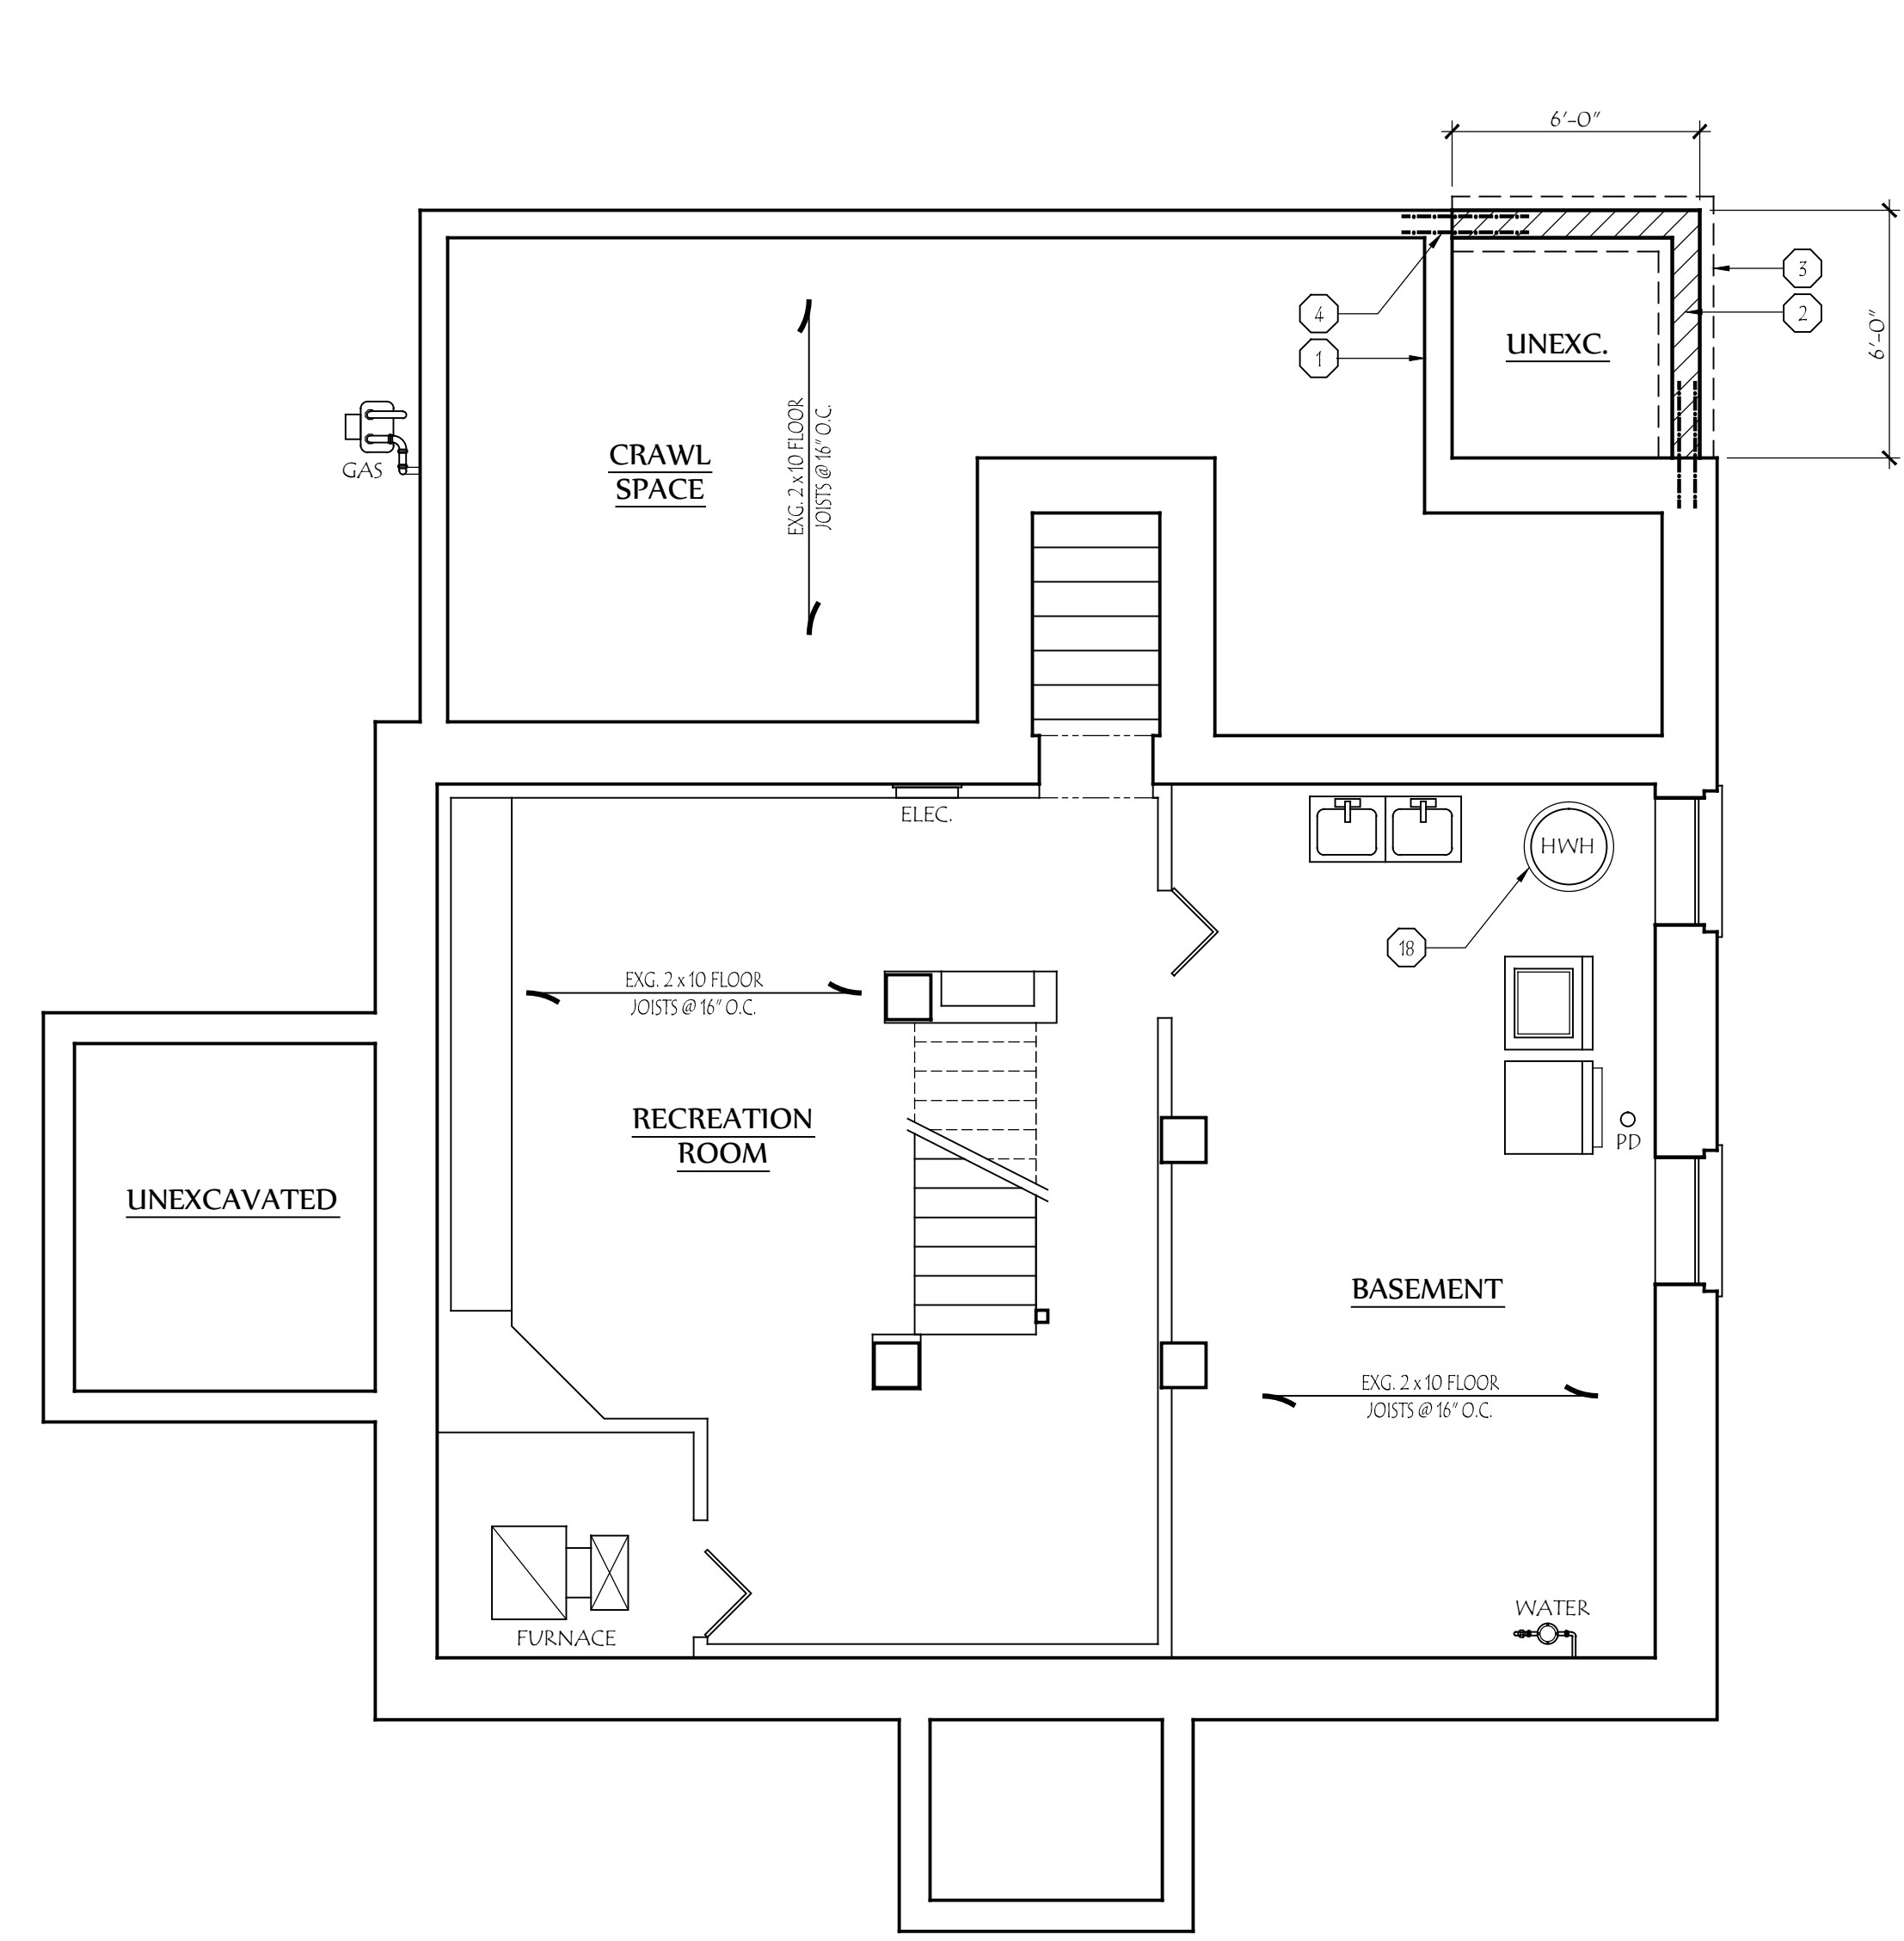 6'-0"
3
4
2
6'-0"
1
UNEXC.
EXG. 2 x 10 FLOOR
JOISTS @ 16" O.C.
CRAWL
SPACE
GAS
ELEC.
HWH
18
EXG. 2 x 10 FLOOR
JOISTS @ 16" O.C.
RECREATION
ROOM
PD
UNEXCAVATED
BASEMENT
EXG. 2 x 10 FLOOR
JOISTS @ 16" O.C.
WATER
FURNACE